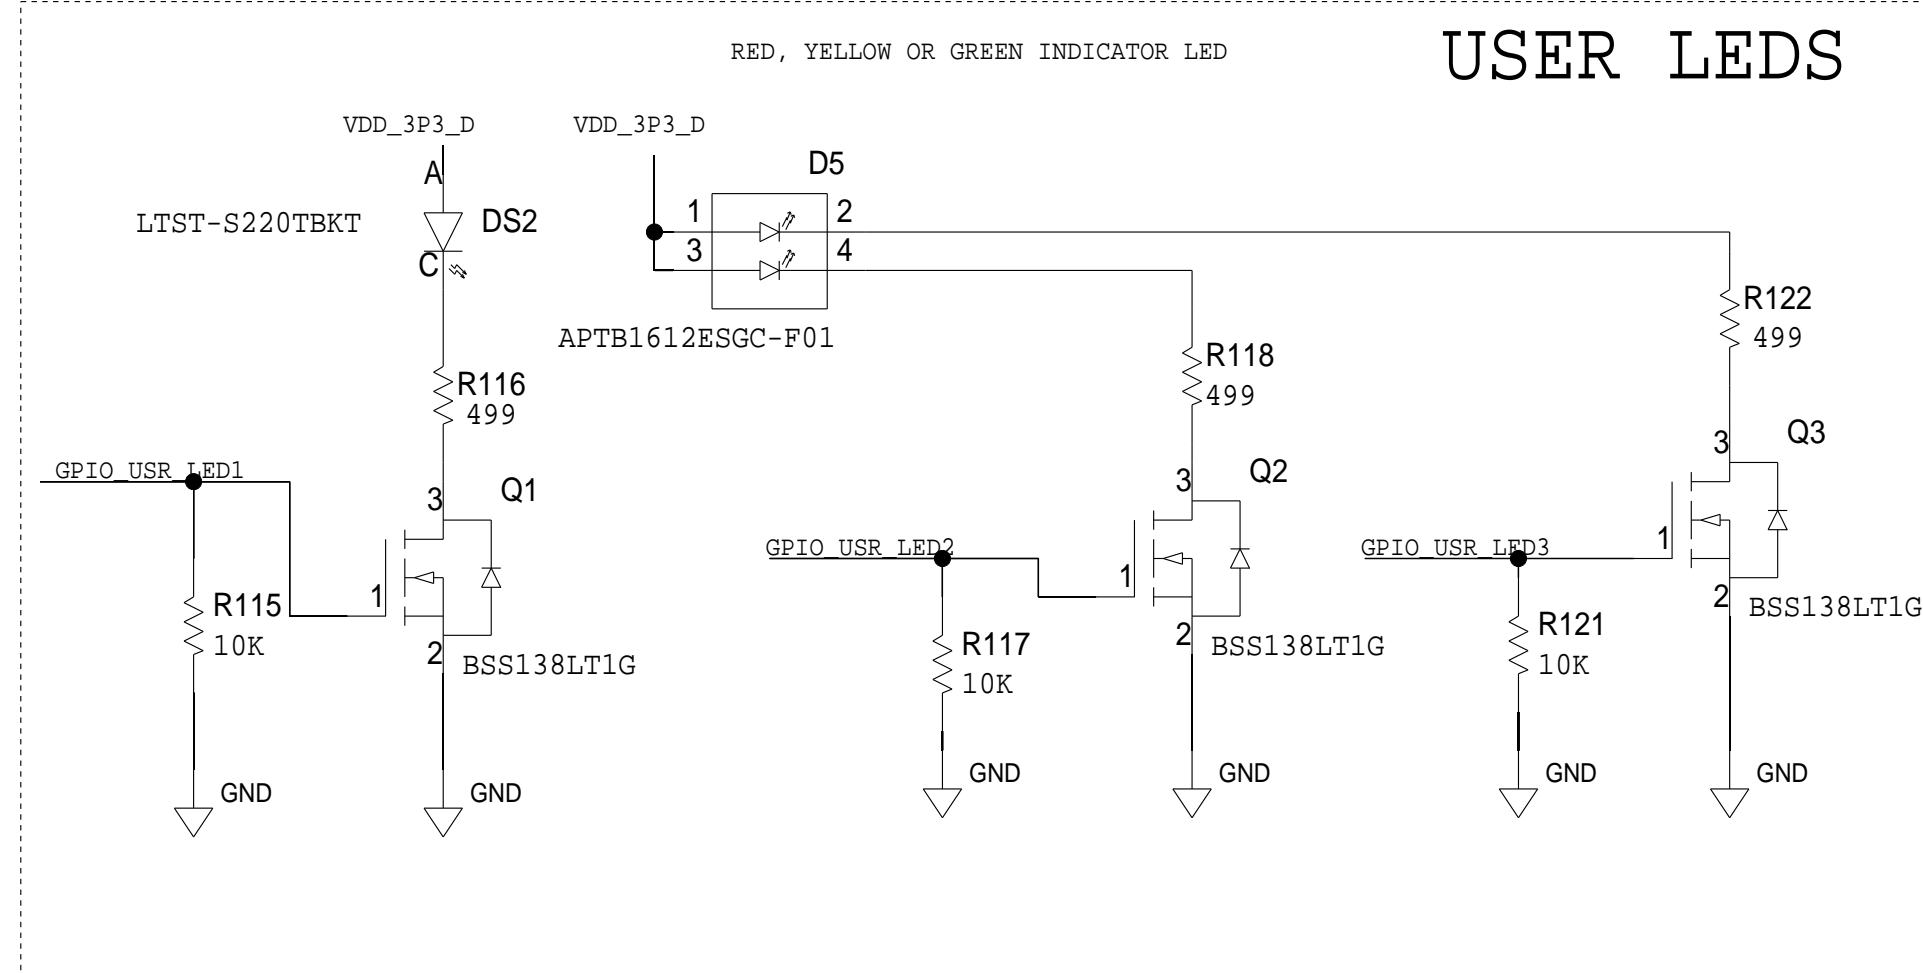 USER LEDS
RED, YELLOW OR GREEN INDICATOR LED
VDD_3P3_D
VDD_3P3_D
A
D5
LTST-S220TBKT
DS2
1
2
C
3
4
APTB1612ESGC-F01
R122
499
R118
499
R116
499
GPIO_USR_LED1
3
Q1
3
Q2
3
Q3
GPIO_USR_LED2
GPIO_USR_LED3
1
1
1
R115
10K
2
BSS138LT1G
R117
10K
2
BSS138LT1G
R121
10K
2
BSS138LT1G
GND
GND
GND
GND
GND
GND